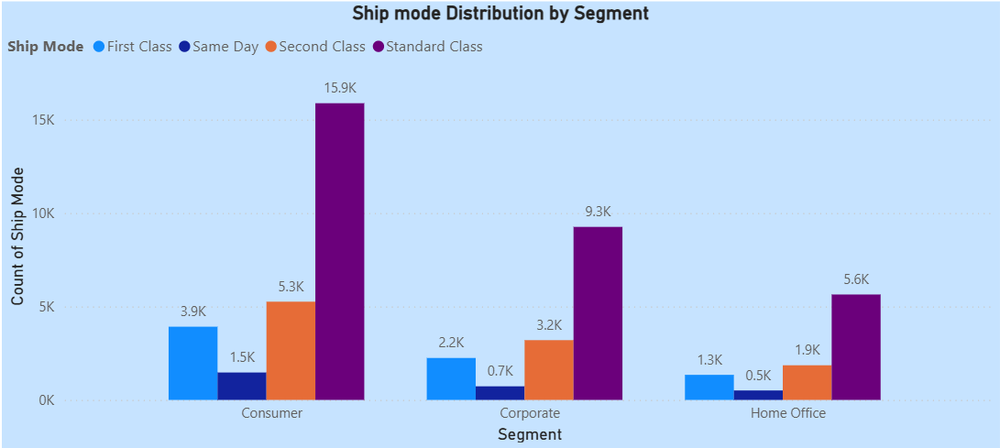 Ship mode Distribution by Segment
Ship Mode First Class Same Day Second Class Standard Class
Count of Ship Mode
15K
10K
5K
0K
3.9K
1.5K
5.3K
15.9K
2.2K
0.7K
3.2K
9.3K
1.3K
0.5K
1.9K
5.6K
Consumer Corporate Home Office
Segment